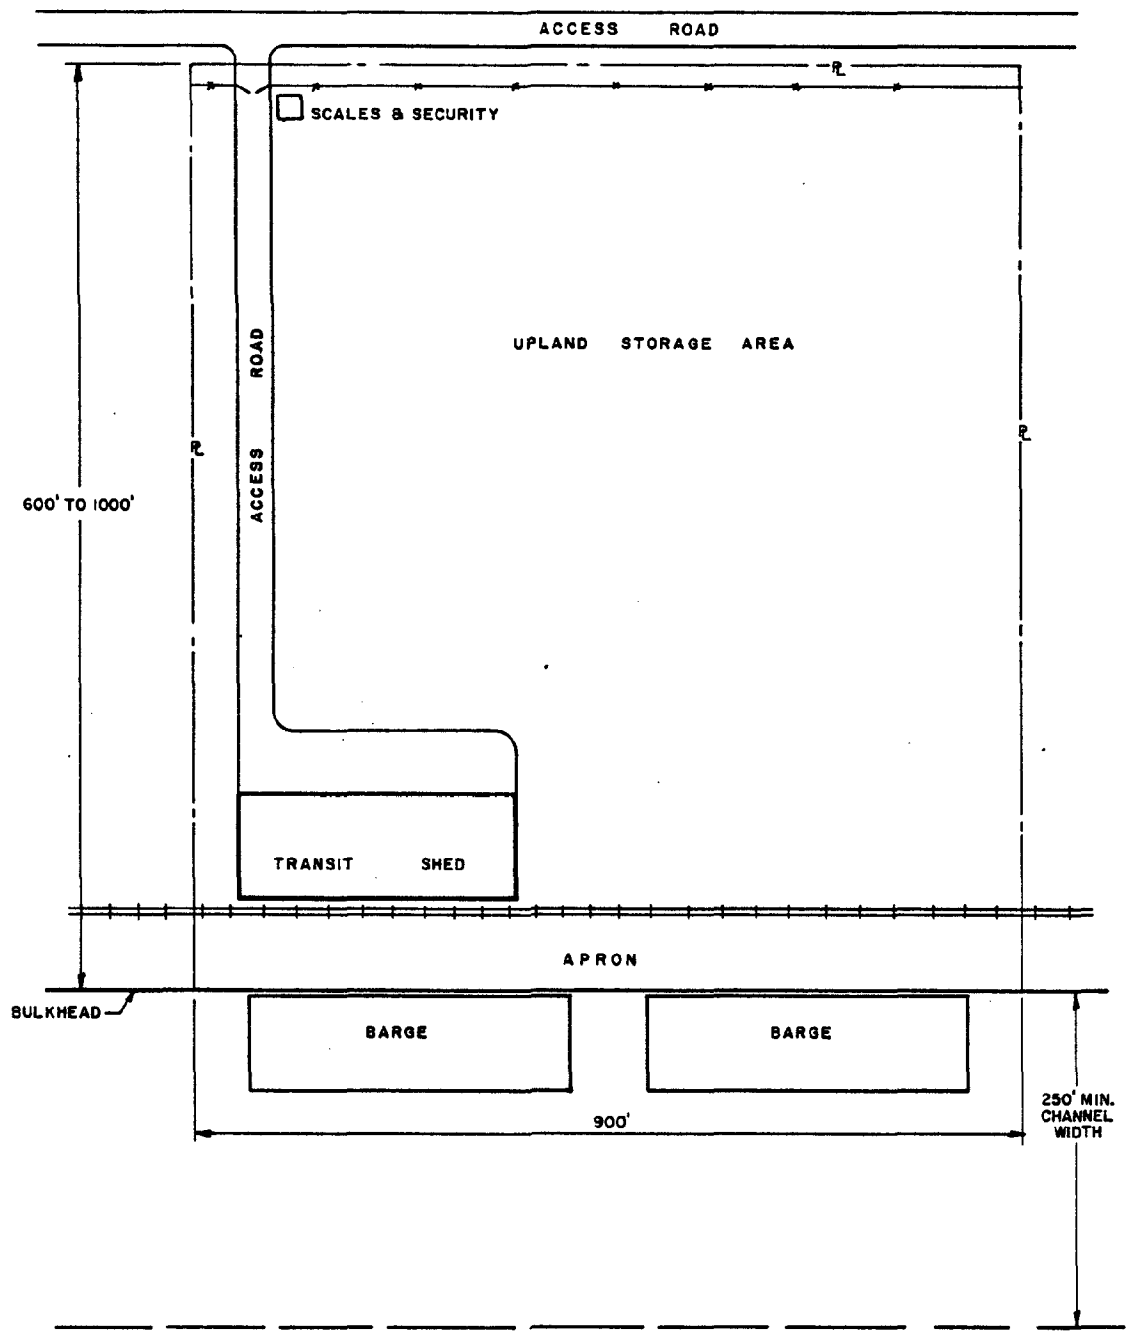 ACCESS ROAD
PL
SCALES & SECURITY
UPLAND STORAGE AREA
ACCESS ROAD
PL
PL
600' TO 1000'
TRANSIT SHED
APRON
BULKHEAD
BARGE
BARGE
250' MIN.
CHANNEL
WIDTH
900'